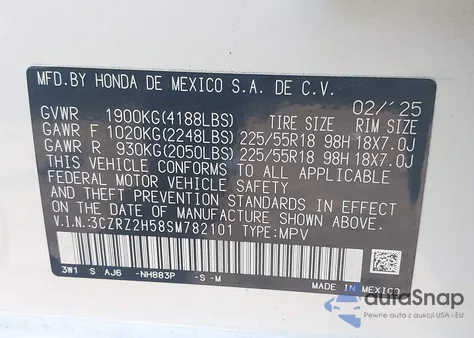 MFD.BY HONDA DE MEXICO S.A. DE C.V.
02/'25
GVWR 1900KG(4188LBS) TIRE SIZE RIM SIZE
GAWR F 1020KG(2248LBS) 225/55R18 98H 18X7.0J
GAWR R 930KG(2050LBS) 225/55R18 98H 18X7.0J
THIS VEHICLE CONFORMS TO ALL APPLICABLE
FEDERAL MOTOR VEHICLE SAFETY
AND THEFT PREVENTION STANDARDS IN EFFECT
ON THE DATE OF MANUFACTURE SHOWN ABOVE.
V.I.N.:3CZRZ2H58SM782101 TYPE:MPV
3W1 S AJ6 -NH883P -S -M
MADE IN MEXICO
autaSnap
Pewne auta z aukcji USA i EU